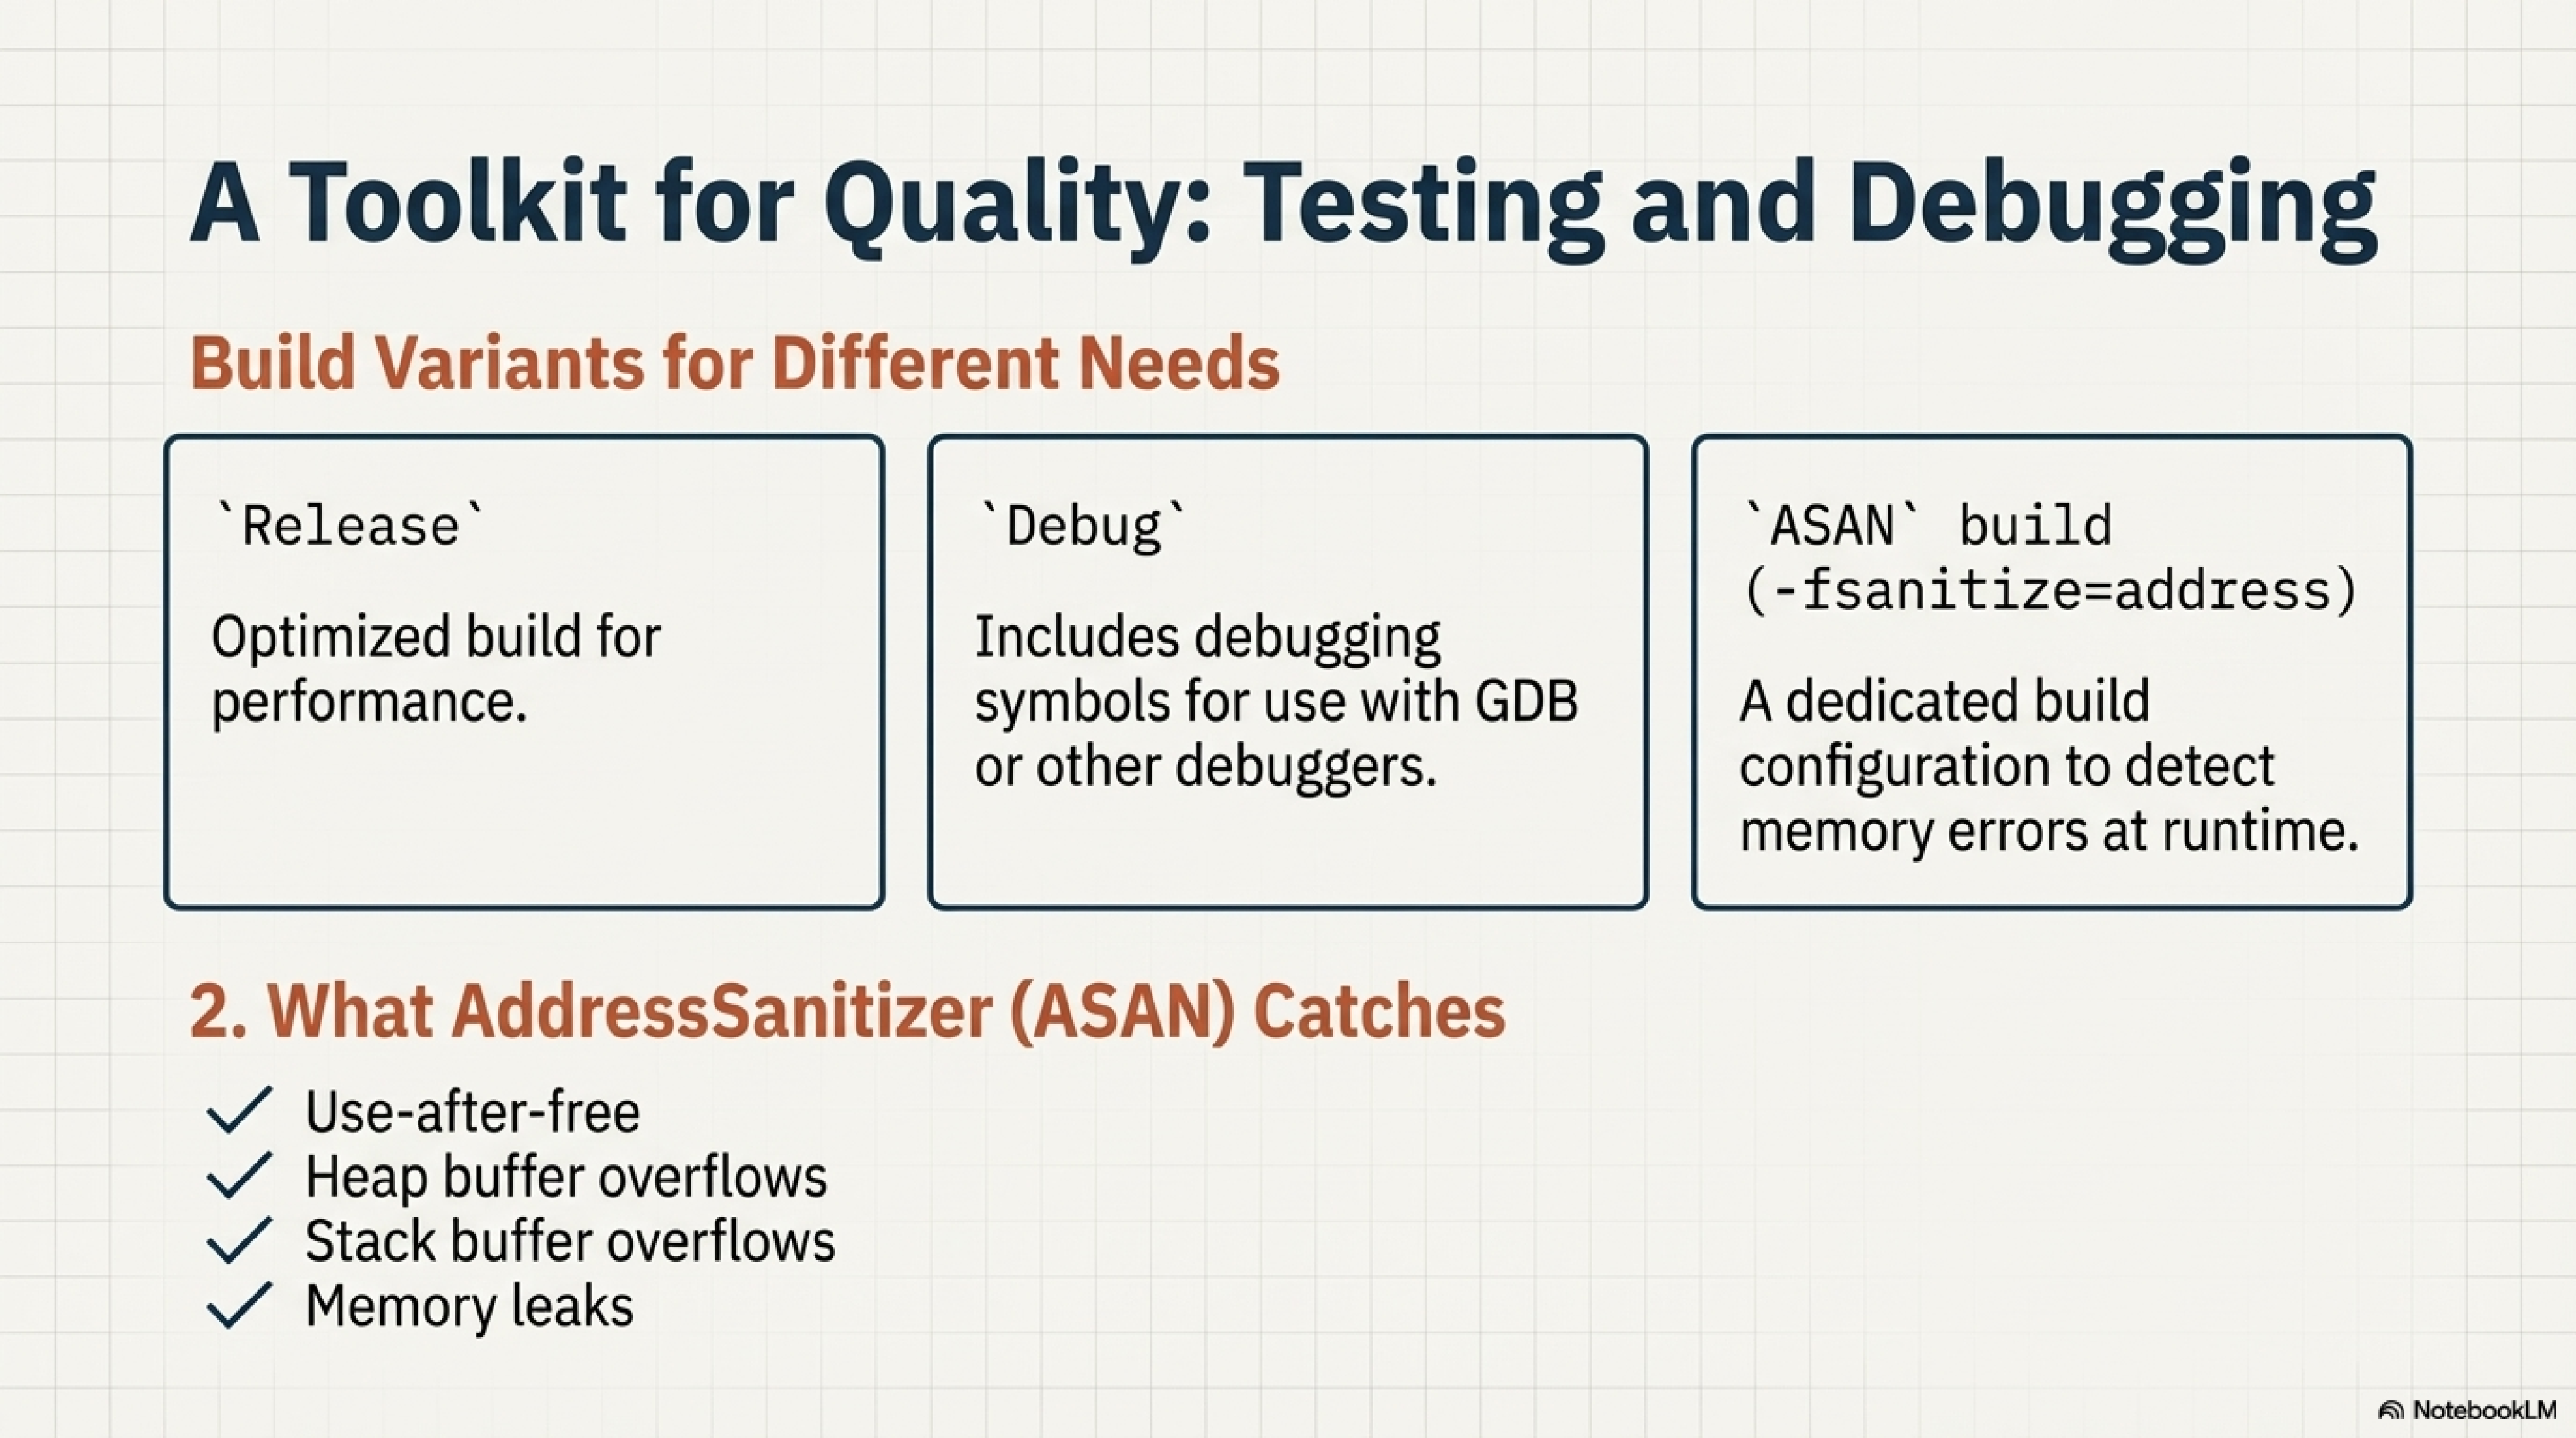 A Toolkit for Quality: Testing and Debugging
Build Variants for Different Needs
`Release`
Optimized build for
performance.
`Debug`
Includes debugging
symbols for use with GDB
or other debuggers.
`ASAN` build
(-fsanitize=address)
A dedicated build
configuration to detect
memory errors at runtime.
2. What AddressSanitizer (ASAN) Catches
Use-after-free
Heap buffer overflows
Stack buffer overflows
Memory leaks
NotebookLM